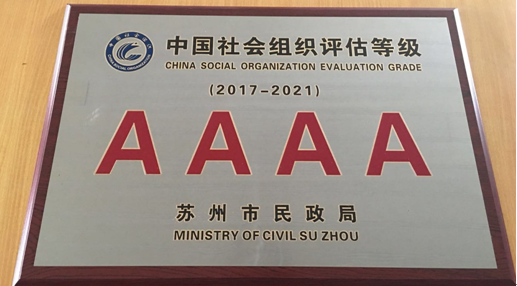 中国社会组织评估等级
CHINA SOCIAL ORGANIZATION EVALUATION GRADE
(2017-2021)
AAAA
苏州市民政局
MINISTRY OF CIVIL SU ZHOU